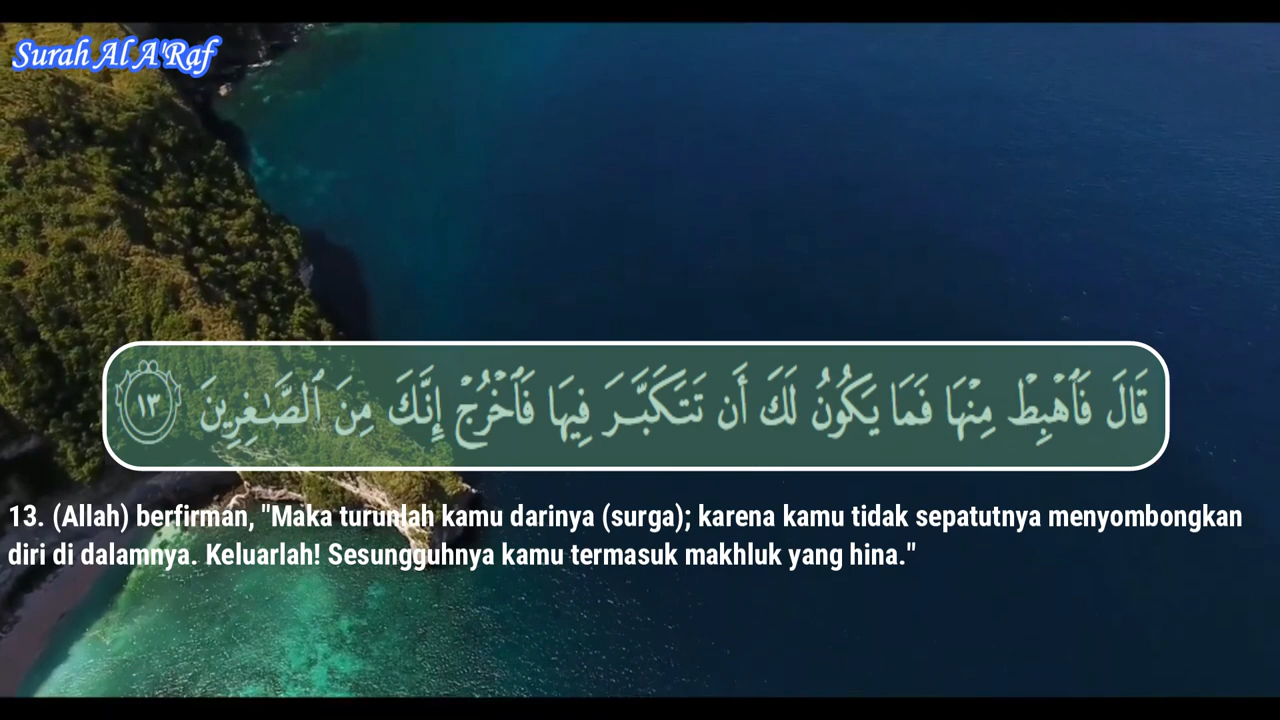 Surah Al A'Raf
قَالَ فَٱهْبِطْ مِنْهَا فَمَا يَكُونُ لَكَ أَن تَتَكَبَّرَ فِيهَا فَٱخْرُجْ إِنَّكَ مِنَ ٱلصَّـٰغِرِينَ ١٣
13. (Allah) berfirman, "Maka turunlah kamu darinya (surga); karena kamu tidak sepatutnya menyombongkan
diri di dalamnya. Keluarlah! Sesungguhnya kamu termasuk makhluk yang hina."